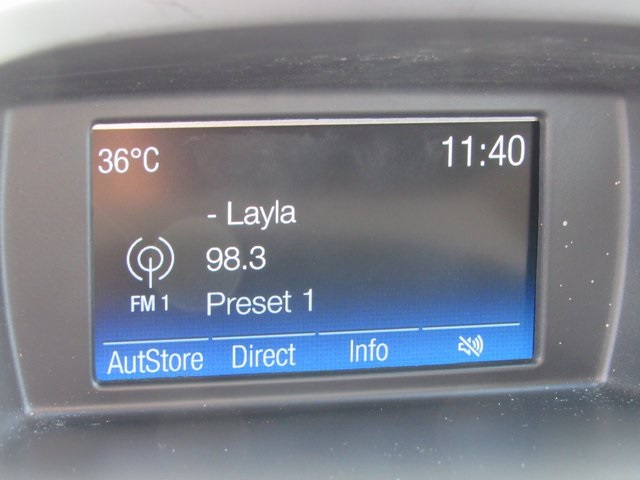 36°C 11:40
- Layla
98.3
FM 1 Preset 1
AutStore Direct Info